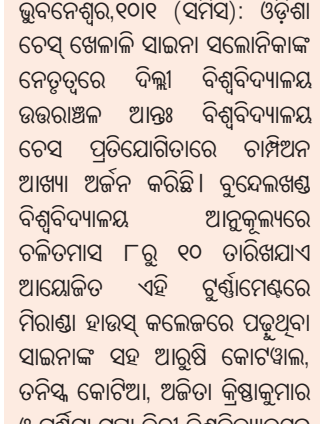 ଭୁବନେଶ୍ୱର,୧୦।୧ (ସମିସ): ଓଡ଼ିଶା
ଚେସ୍ ଖେଳାଳି ସାଇନା ସଲୋନିକାଙ୍କ
ନେତୃତ୍ୱରେ ଦିଲ୍ଲୀ ବିଶ୍ୱବିଦ୍ୟାଳୟ
ଉତ୍ତରାଞ୍ଚଳ ଆନ୍ତଃ ବିଶ୍ୱବିଦ୍ୟାଳୟ
ଚେସ ପ୍ରତିଯୋଗିତାରେ ଚାମ୍ପିଅନ
ଆଖ୍ୟା ଅର୍ଜନ କରିଛି। ବୁନ୍ଦେଲଖଣ୍ଡ
ବିଶ୍ୱବିଦ୍ୟାଳୟ ଆନୁକୂଲ୍ୟରେ
ଚଳିତମାସ ୮ରୁ ୧୦ ତାରିଖଯାଏ
ଆୟୋଜିତ ଏହି ଟୁର୍ଣ୍ଣାମେଣ୍ଟରେ
ମିରାଣ୍ଡା ହାଉସ୍ କଲେଜରେ ପଢ଼ୁଥିବା
ସାଇନାଙ୍କ ସହ ଆରୁଷି କୋଟୱାଲ,
ତନିସ୍କ କୋଟିଆ, ଅଜିତା କ୍ରିଷ୍ଣାକୁମାର